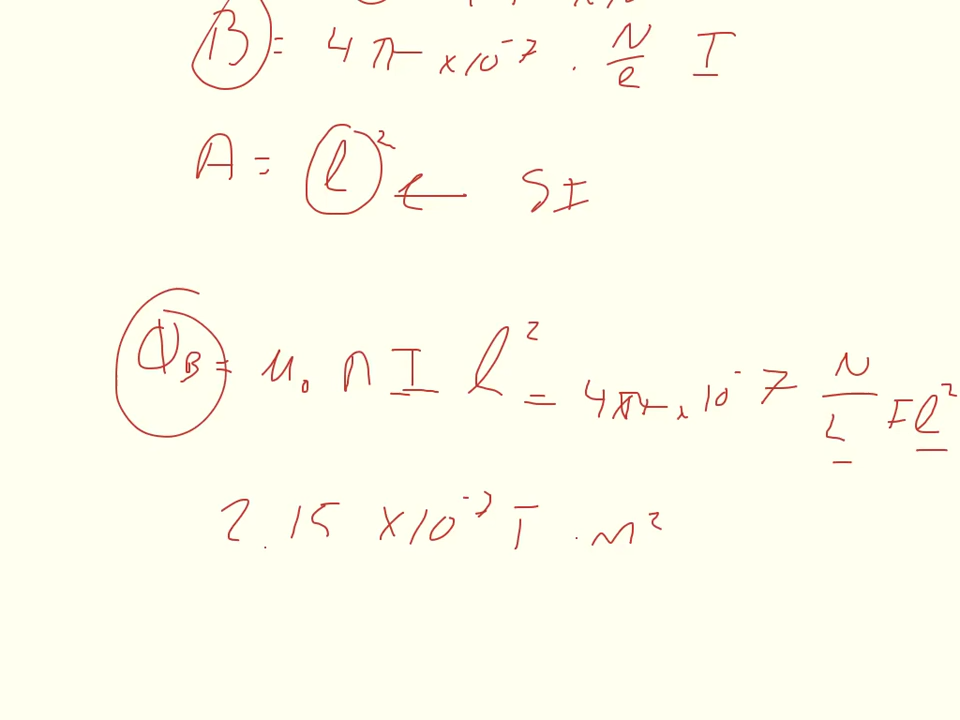 B = 4π ×10⁻⁷ . N/e I
A = l² ← SI
Φ_B = μ₀ n I l² = 4π × 10⁻⁷ N/L I l²
2.15 ×10⁻⁷ T . m²